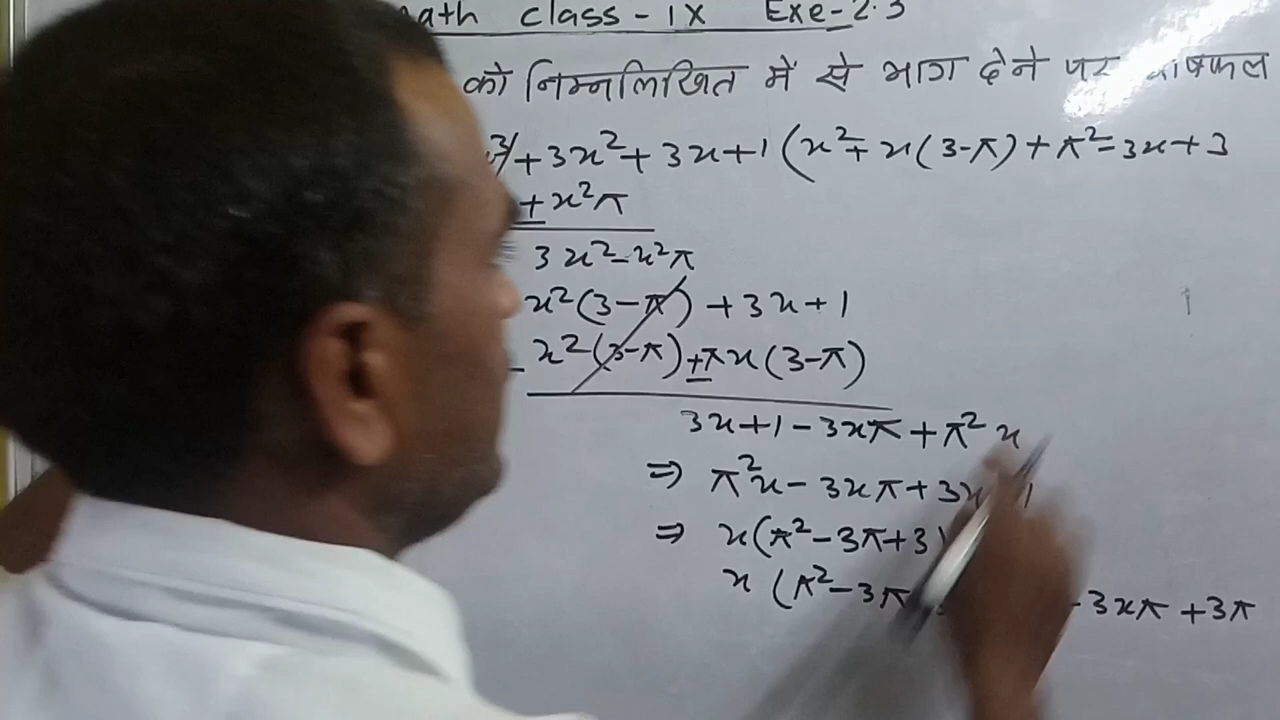 ath class - IX Exe - 2.3
को निम्नलिखित में से भाग देने पर
+ 3x² + 3x + 1 ( x² + x(3-π) + π² - 3x + 3
+ x²π
3x² - x²π
x²(3-π) + 3x + 1
- x²(3-π) + πx(3-π)
3x + 1 - 3xπ + π²x
⇒ π²x - 3xπ + 3x 1
⇒ x(π² - 3π + 3)
x(π² - 3π - 3xπ + 3π